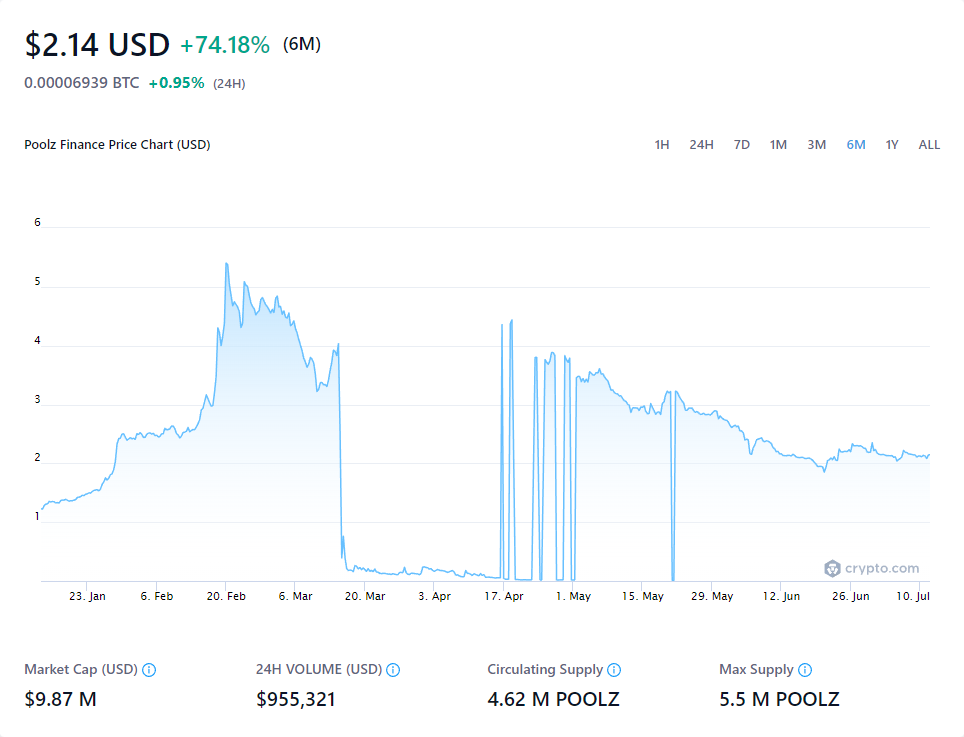 $2.14 USD +74.18% (6M)
0.00006939 BTC +0.95% (24H)
Poolz Finance Price Chart (USD) 1H 24H 7D 1M 3M 6M 1Y ALL
6
5
4
3
2
1
crypto.com
23. Jan 6. Feb 20. Feb 6. Mar 20. Mar 3. Apr 17. Apr 1. May 15. May 29. May 12. Jun 26. Jun 10. Jul
Market Cap (USD) 24H VOLUME (USD) Circulating Supply Max Supply
$9.87 M $955,321 4.62 M POOLZ 5.5 M POOLZ